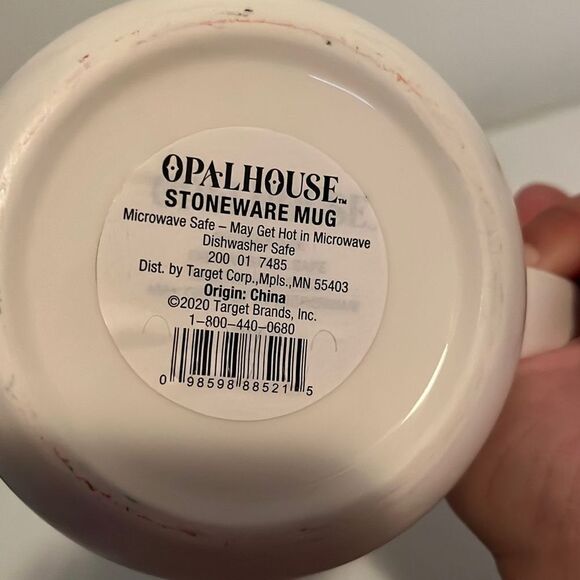 OPALHOUSE™
STONEWARE MUG
Microwave Safe – May Get Hot in Microwave
Dishwasher Safe
200 01 7485
Dist. by Target Corp.,Mpls.,MN 55403
Origin: China
©2020 Target Brands, Inc.
1-800-440-0680
0 98598 88521 5